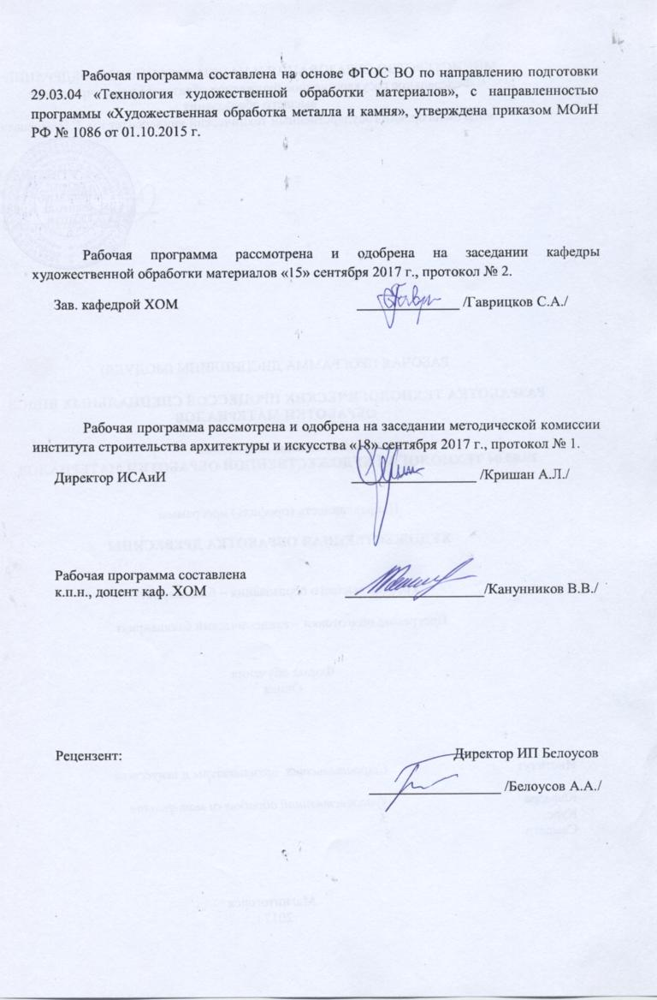 Рабочая программа составлена на основе ФГОС ВО по направлению подготовки
29.03.04 «Технология художественной обработки материалов», с направленностью
программы «Художественная обработка металла и камня», утверждена приказом МОиН
РФ № 1086 от 01.10.2015 г.
Рабочая программа рассмотрена и одобрена на заседании кафедры
художественной обработки материалов «15» сентября 2017 г., протокол № 2.
Зав. кафедрой ХОМ /Гаврицков С.А./
Рабочая программа рассмотрена и одобрена на заседании методической комиссии
института строительства архитектуры и искусства «18» сентября 2017 г., протокол № 1.
Директор ИСАиИ /Кришан А.Л./
Рабочая программа составлена
к.п.н., доцент каф. ХОМ /Канунников В.В./
Рецензент: Директор ИП Белоусов
/Белоусов А.А./